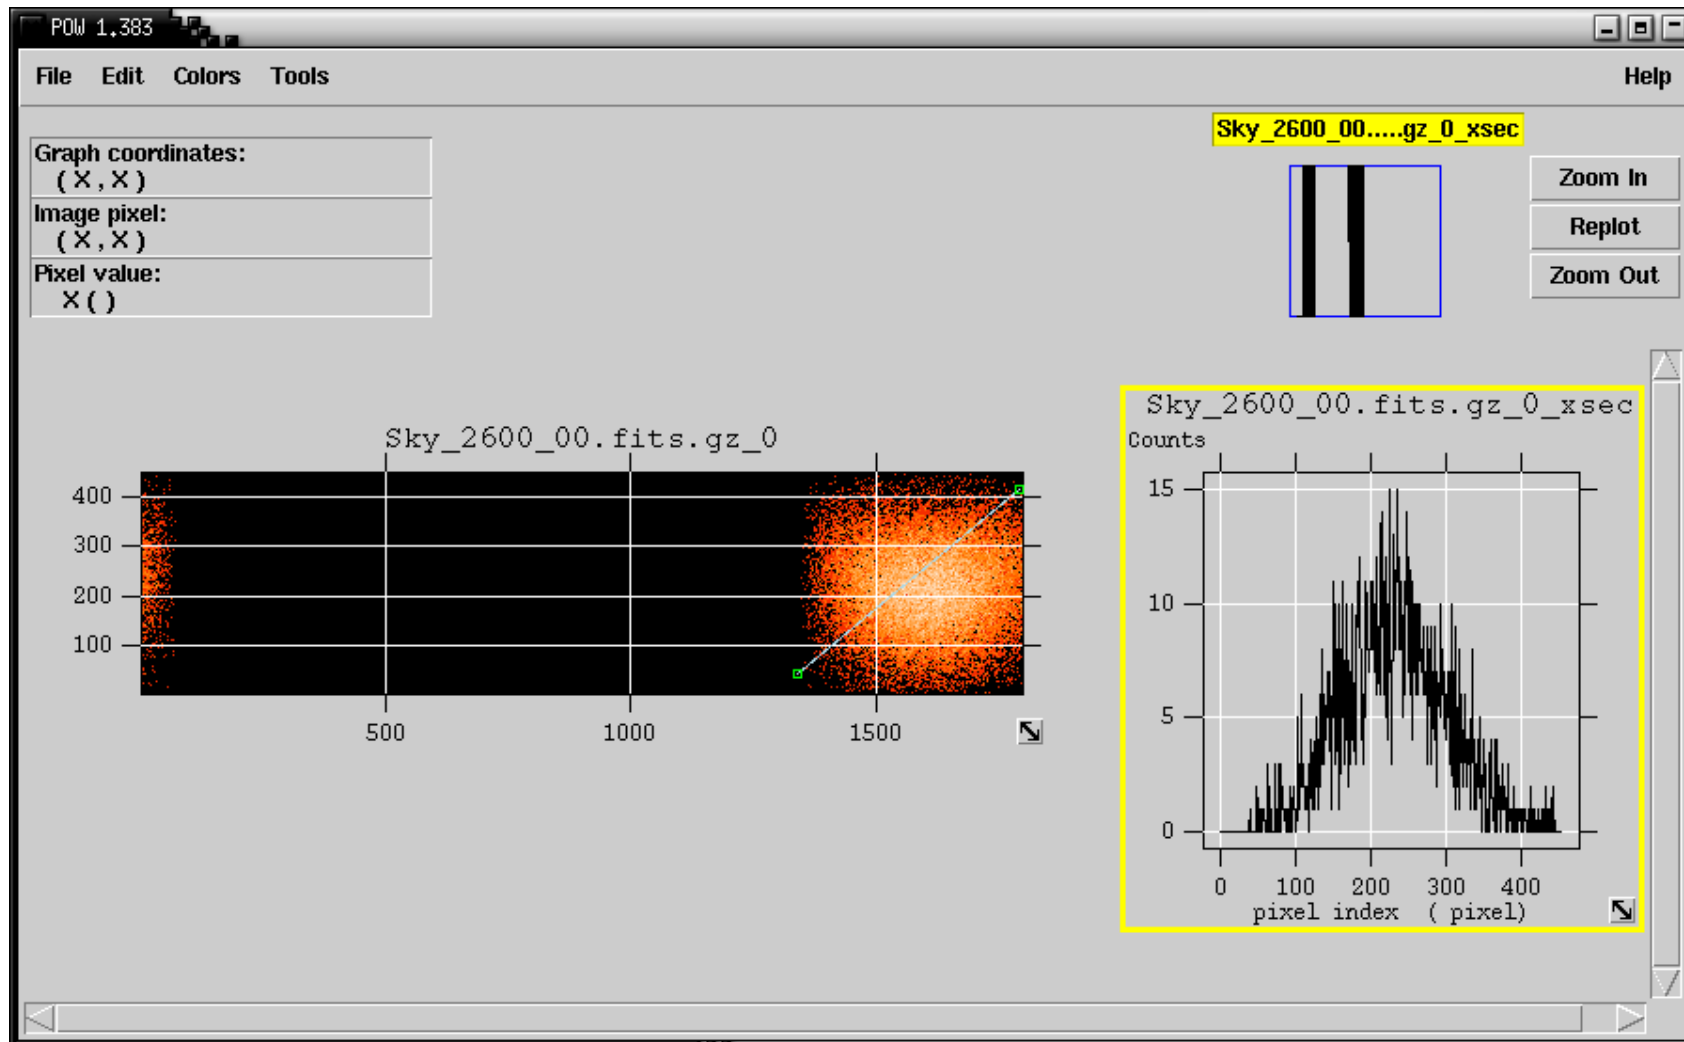 POW 1.383
File Edit Colors Tools Help
Graph coordinates:
(X,X)
Image pixel:
(X,X)
Pixel value:
X()
Sky_2600_00.....gz_0_xsec
Zoom In
Replot
Zoom Out
Sky_2600_00.fits.gz_0
400
300
200
100
500 1000 1500
Sky_2600_00.fits.gz_0_xsec
Counts
15
10
5
0
0 100 200 300 400
pixel index ( pixel)